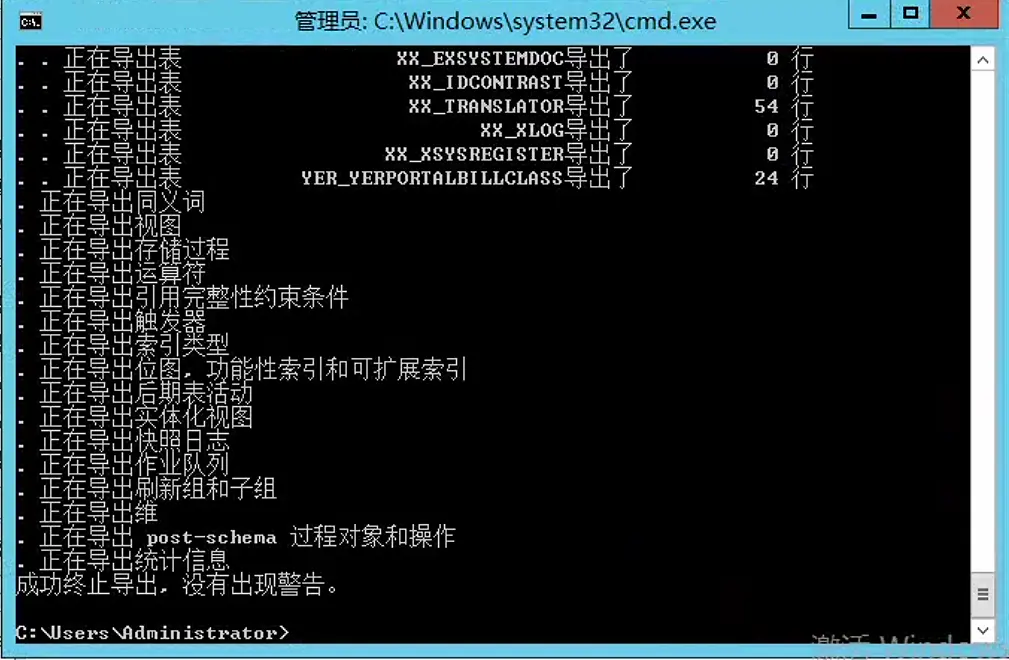 管理员: C:\Windows\system32\cmd.exe
. . 正在导出表 XX_EXSYSTEMDOC导出了 0 行
. . 正在导出表 XX_IDCONTRAST导出了 0 行
. . 正在导出表 XX_TRANSLATOR导出了 54 行
. . 正在导出表 XX_XLOG导出了 0 行
. . 正在导出表 XX_XSYSREGISTER导出了 0 行
. . 正在导出表 YER_YERPORTALBILLCLASS导出了 24 行
. 正在导出同义词
. 正在导出视图
. 正在导出存储过程
. 正在导出运算符
. 正在导出引用完整性约束条件
. 正在导出触发器
. 正在导出索引类型
. 正在导出位图, 功能性索引和可扩展索引
. 正在导出后期表活动
. 正在导出实体化视图
. 正在导出快照日志
. 正在导出作业队列
. 正在导出刷新组和子组
. 正在导出维
. 正在导出 post-schema 过程对象和操作
. 正在导出统计信息
成功终止导出, 没有出现警告。
C:\Users\Administrator>
激活 Windows